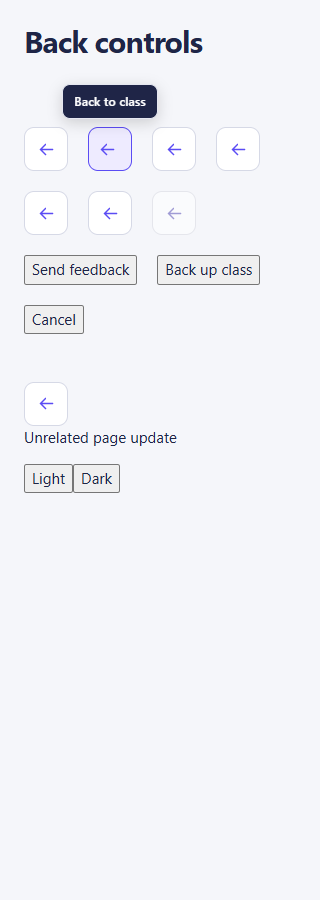 Back controls
Back to class
Send feedback Back up class
Cancel
Unrelated page update
Light Dark